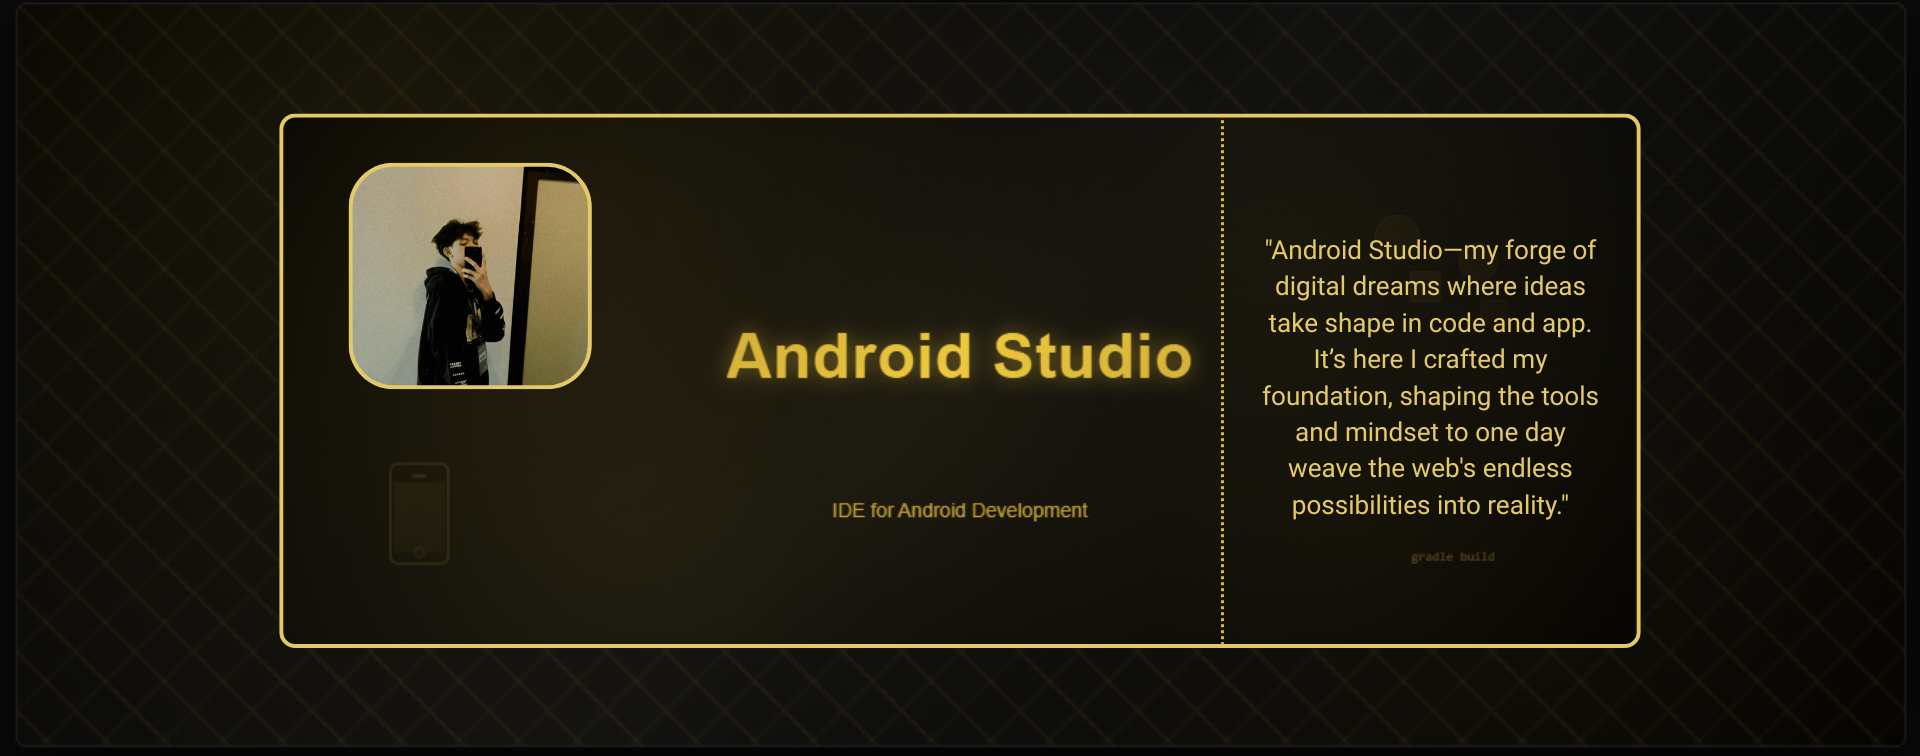 Android Studio
IDE for Android Development
"Android Studio—my forge of
digital dreams where ideas
take shape in code and app.
It’s here I crafted my
foundation, shaping the tools
and mindset to one day
weave the web's endless
possibilities into reality."
gradle build